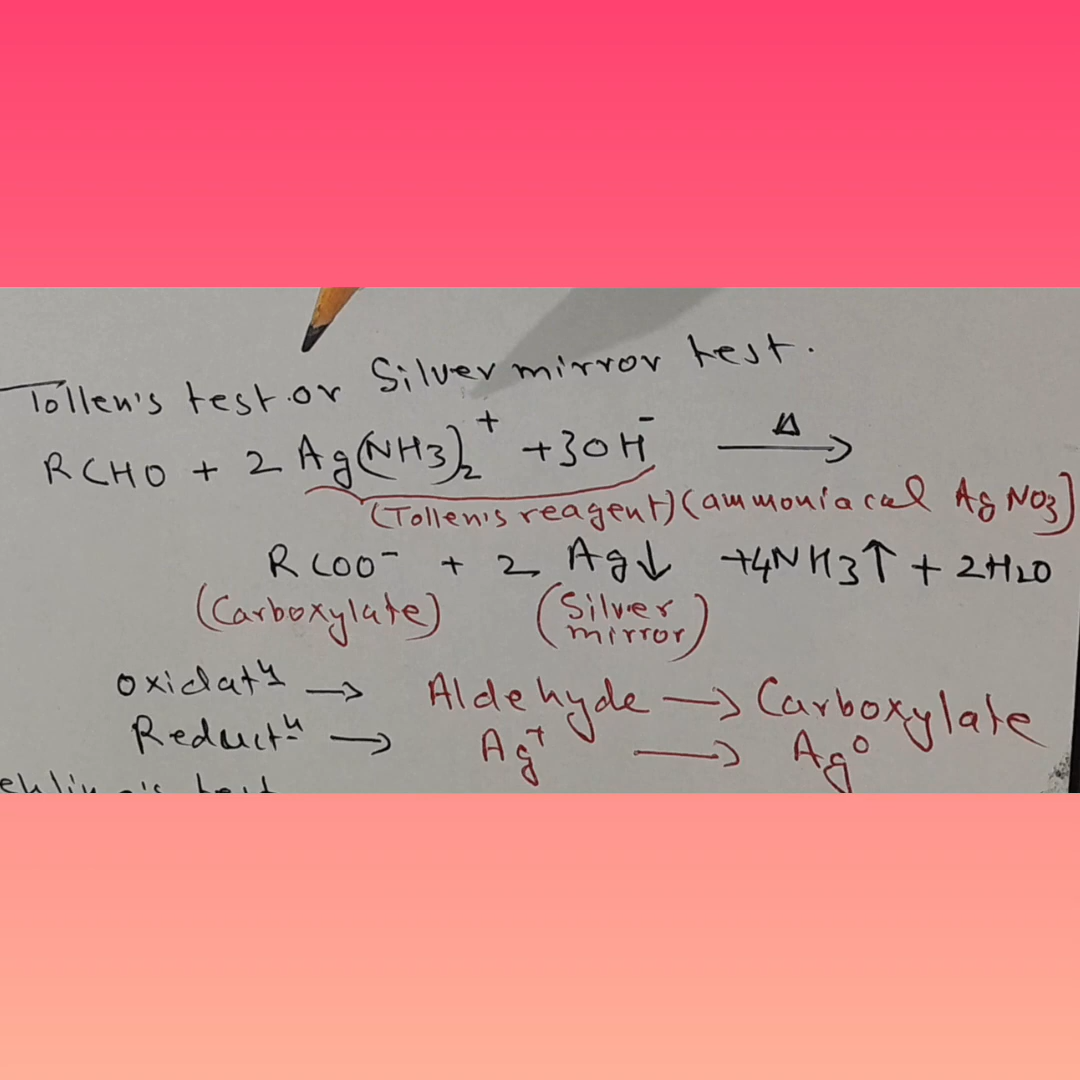 Tollen's test or Silver mirror test.
RCHO + 2 Ag(NH3)2+ + 3OH- Δ →
(Tollen's reagent) (ammoniacal AgNO3)
RCOO- + 2 Ag↓ +4NH3↑ + 2H2O
(Carboxylate) (Silver mirror)
Oxidatn → Aldehyde → Carboxylate
Reductn → Ag+ → Ag0